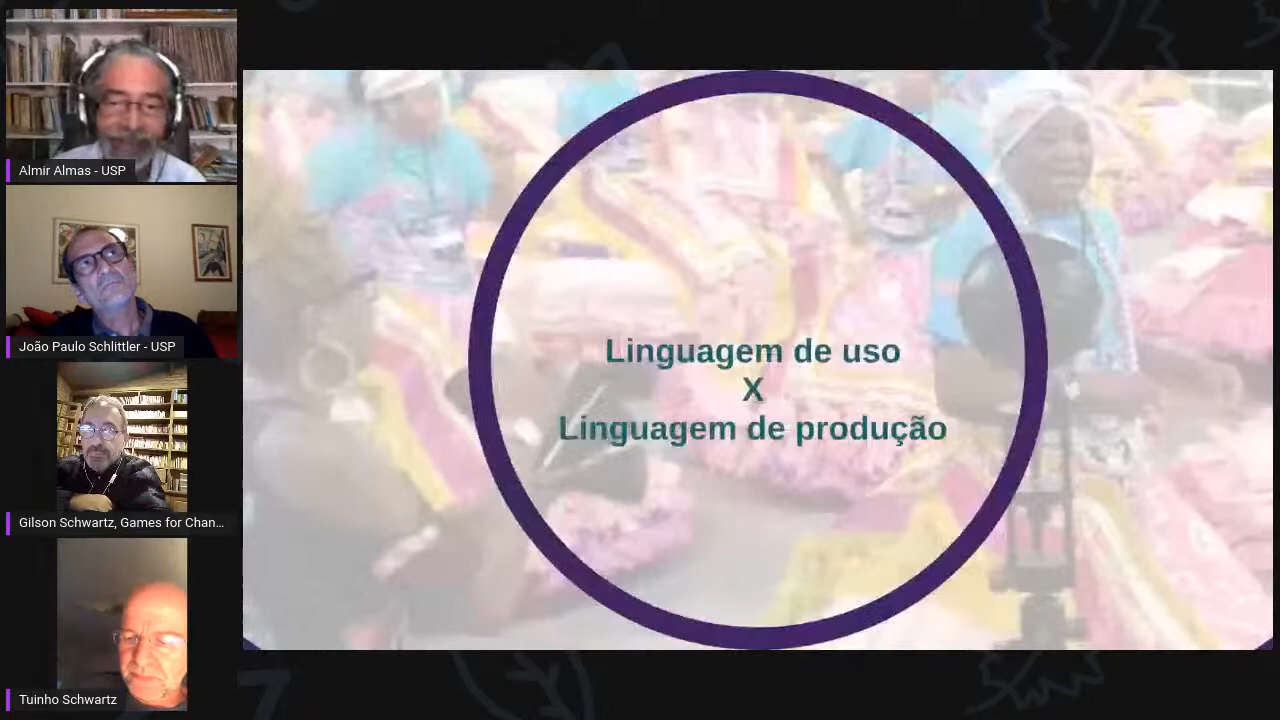 Almir Almas - USP
João Paulo Schlittler - USP
Gilson Schwartz, Games for Chan...
Tuinho Schwartz
Linguagem de uso
X
Linguagem de produção